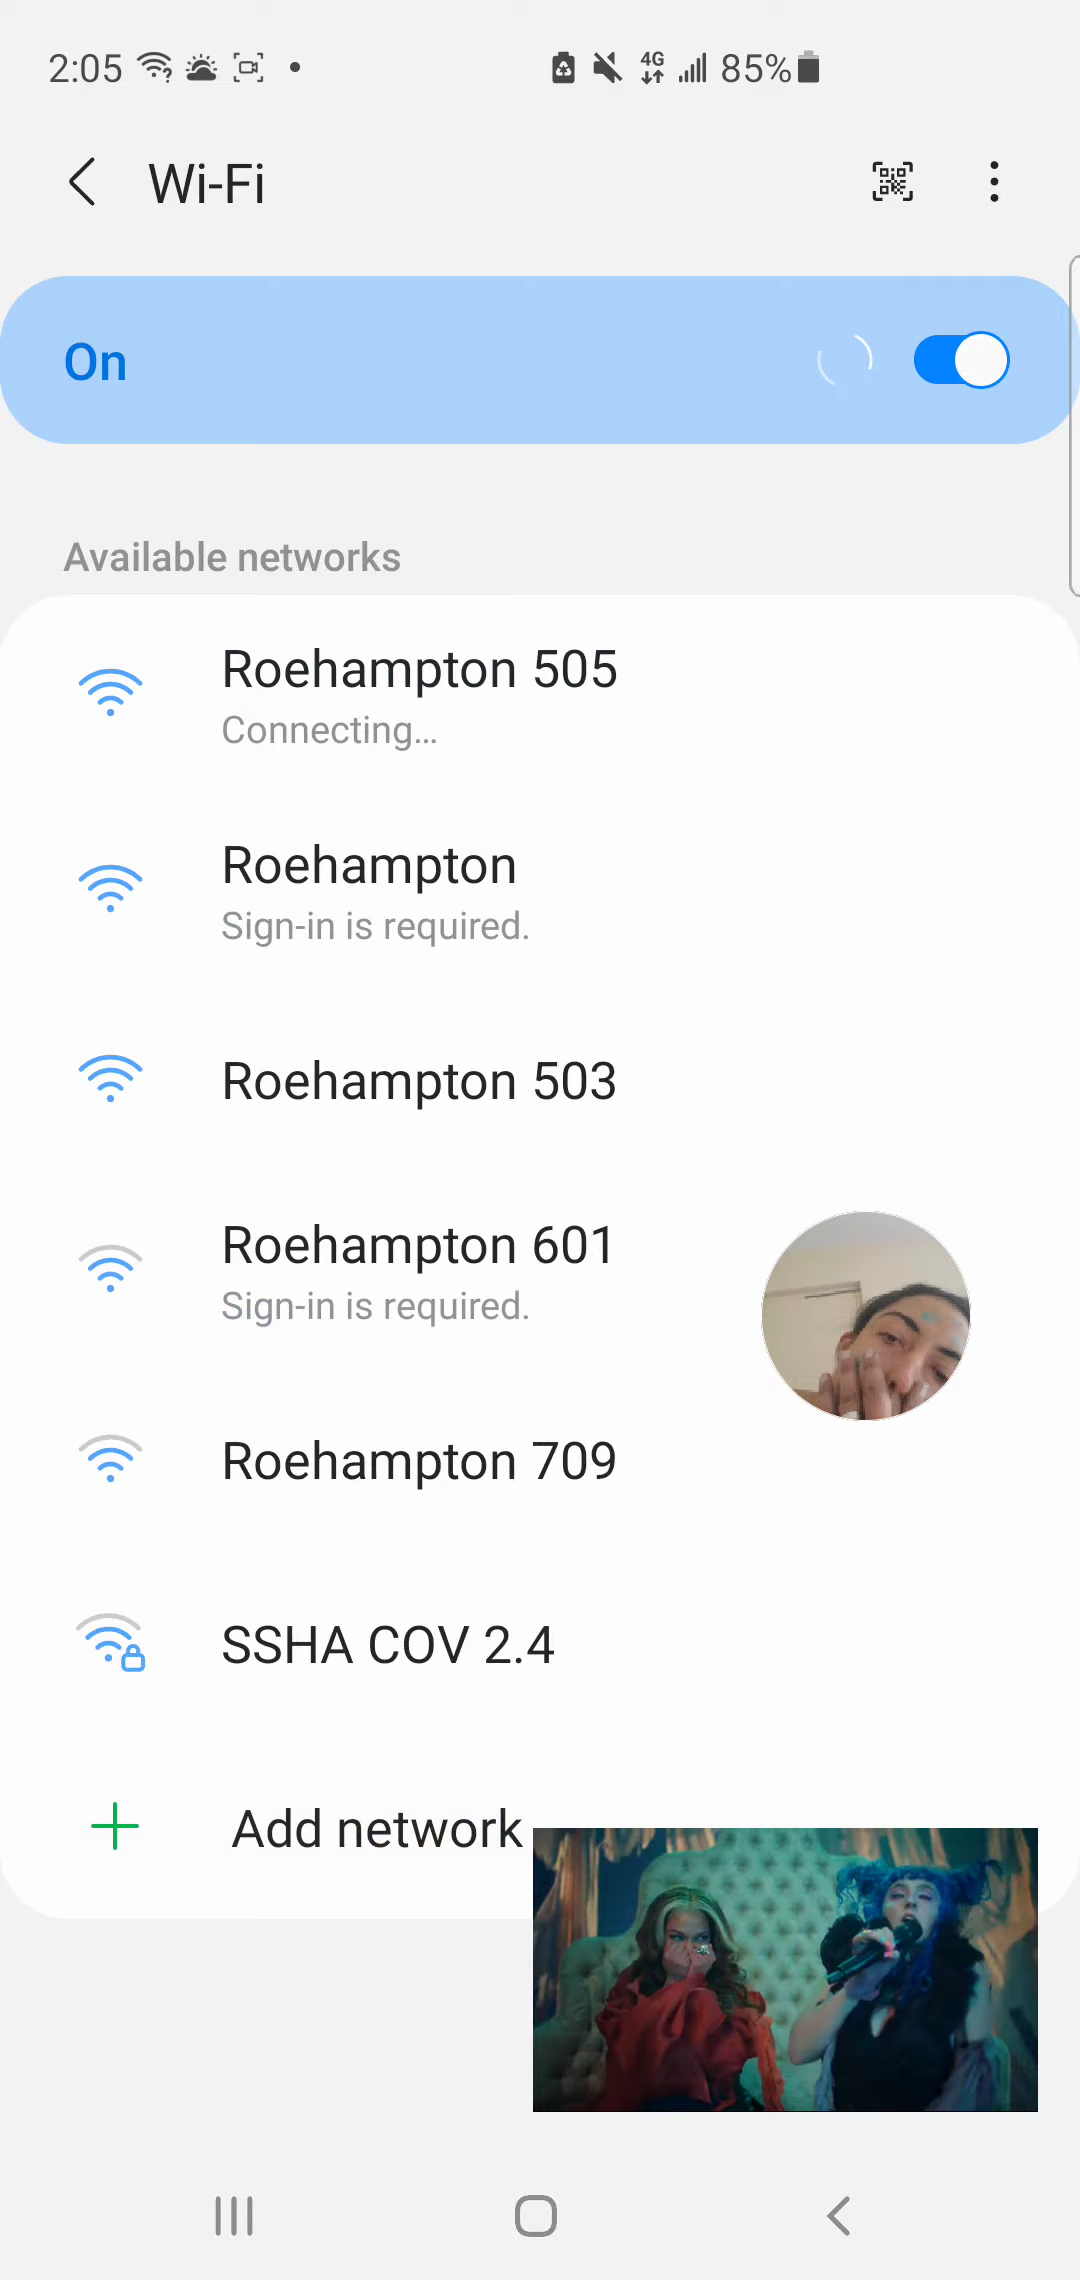 2:05 4G 85%
Wi-Fi
On
Available networks
Roehampton 505
Connecting...
Roehampton
Sign-in is required.
Roehampton 503
Roehampton 601
Sign-in is required.
Roehampton 709
SSHA COV 2.4
Add network